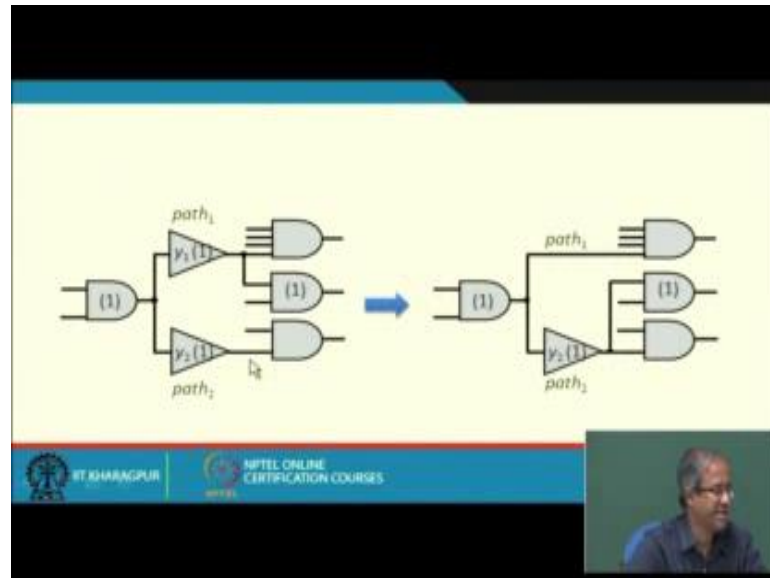 path₁
y₁(1)
(1)
(1)
y₂(1)
path₂
path₁
(1)
(1)
y₂(1)
path₂
IIT KHARAGPUR
NPTEL
NPTEL ONLINE
CERTIFICATION COURSES